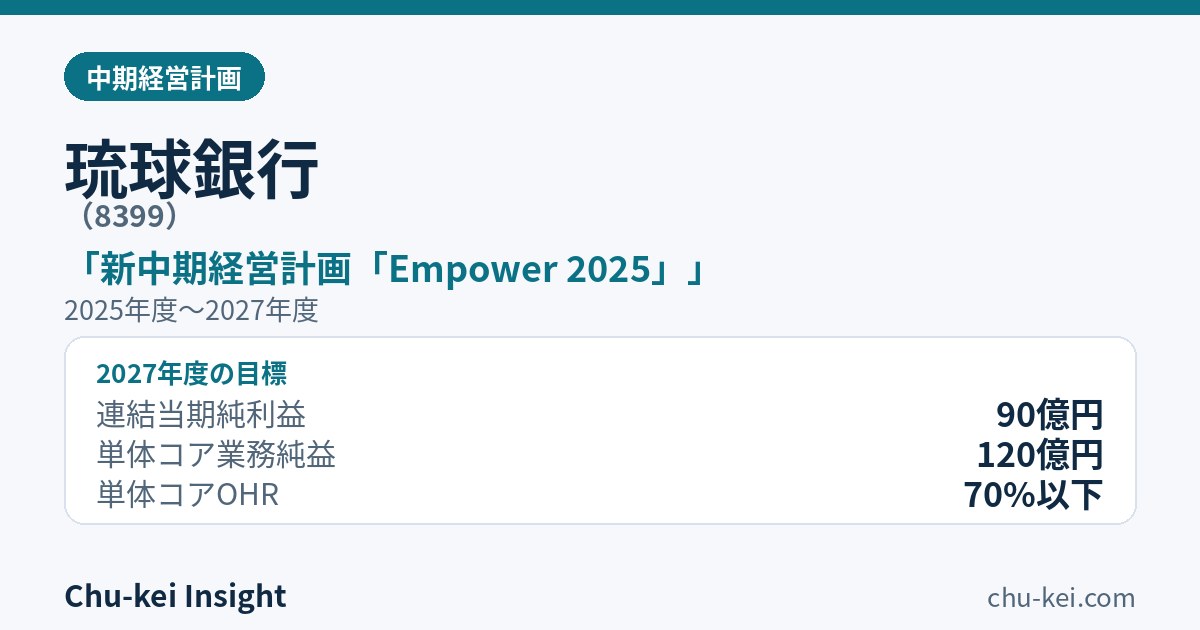 中期経営計画
琉球銀行
（8399）
「新中期経営計画「Empower 2025」」
2025年度～2027年度
2027年度の目標
連結当期純利益 90億円
単体コア業務純益 120億円
単体コアOHR 70%以下
Chu-kei Insight chu-kei.com